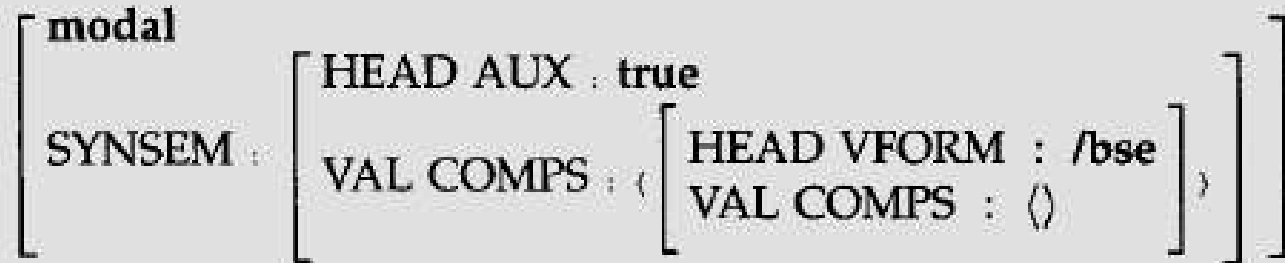 modal
HEAD AUX : true
SYNSEM :
VAL COMPS : ⟨
HEAD VFORM : /bse
VAL COMPS : ⟨⟩
⟩